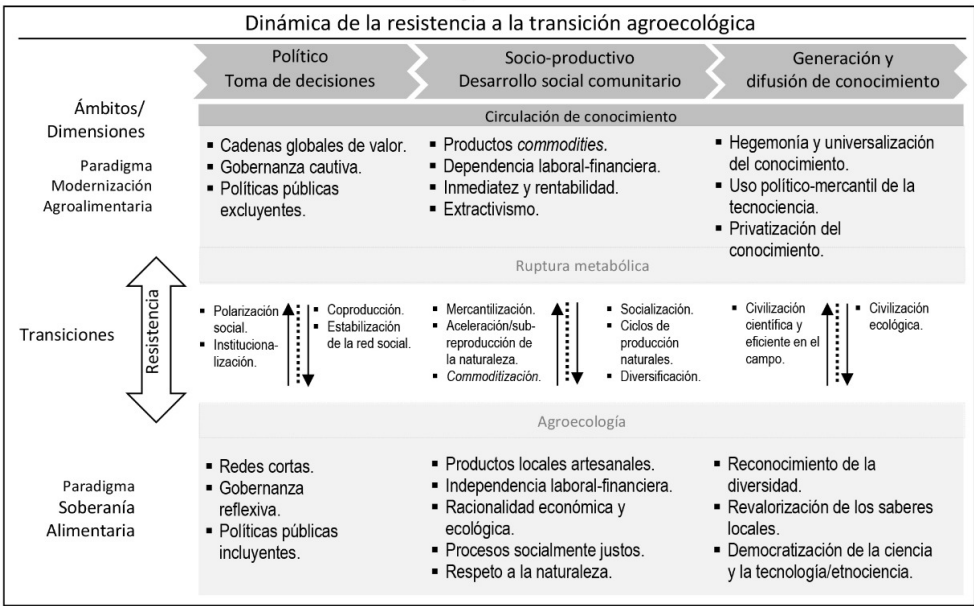 Dinámica de la resistencia a la transición agroecológica
Político
Toma de decisiones
Socio-productivo
Desarrollo social comunitario
Generación y
difusión de conocimiento
Ámbitos/
Dimensiones
Circulación de conocimiento
Paradigma
Modernización
Agroalimentaria
▪ Cadenas globales de valor.
▪ Gobernanza cautiva.
▪ Políticas públicas
excluyentes.
▪ Productos commodities.
▪ Dependencia laboral-financiera.
▪ Inmediatez y rentabilidad.
▪ Extractivismo.
▪ Hegemonía y universalización
del conocimiento.
▪ Uso político-mercantil de la
tecnociencia.
▪ Privatización del
conocimiento.
Ruptura metabólica
Transiciones
Resistencia
▪ Polarización
social.
▪ Instituciona-
lización.
▪ Coproducción.
▪ Estabilización
de la red social.
▪ Mercantilización.
▪ Aceleración/sub-
reproducción de
la naturaleza.
▪ Commoditización.
▪ Socialización.
▪ Ciclos de
producción
naturales.
▪ Diversificación.
▪ Civilización
científica y
eficiente en el
campo.
▪ Civilización
ecológica.
Agroecología
Paradigma
Soberanía
Alimentaria
▪ Redes cortas.
▪ Gobernanza
reflexiva.
▪ Políticas públicas
incluyentes.
▪ Productos locales artesanales.
▪ Independencia laboral-financiera.
▪ Racionalidad económica y
ecológica.
▪ Procesos socialmente justos.
▪ Respeto a la naturaleza.
▪ Reconocimiento de la
diversidad.
▪ Revalorización de los saberes
locales.
▪ Democratización de la ciencia
y la tecnología/etnociencia.